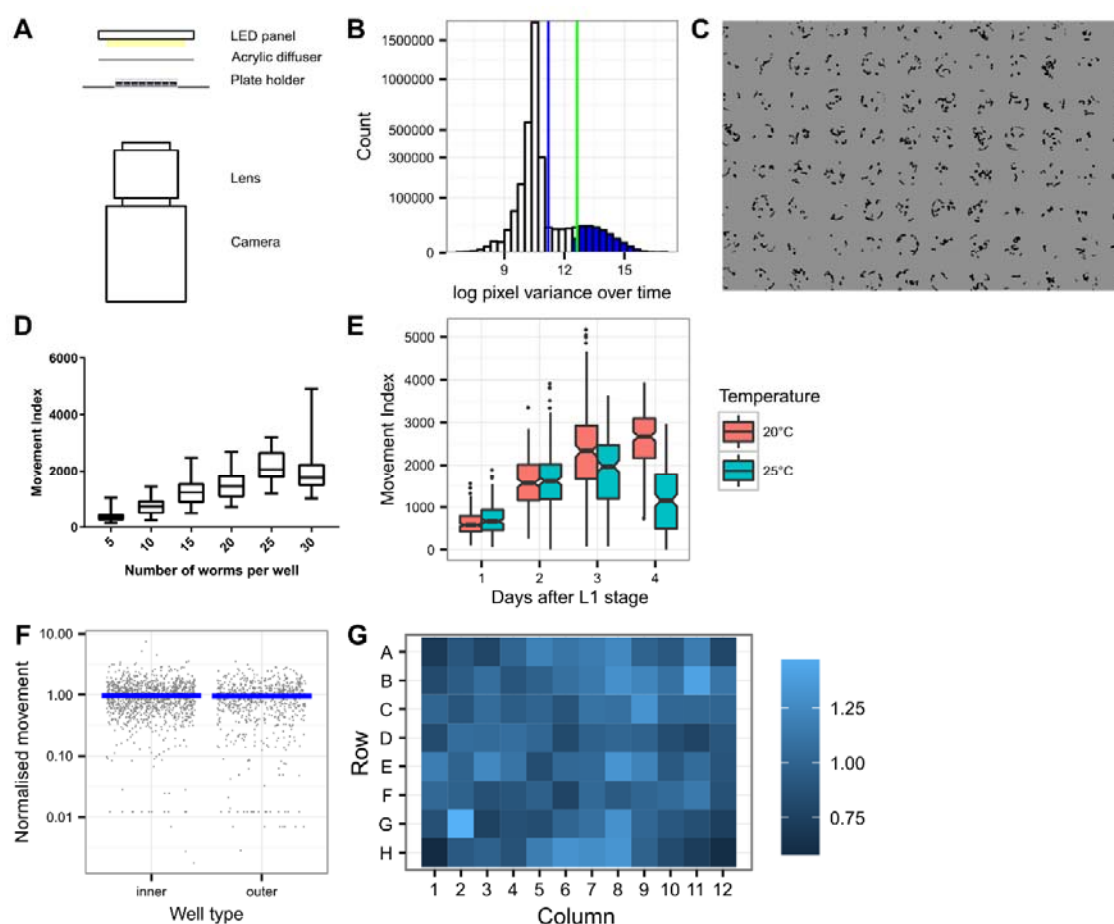 A
LED panel
Acrylic diffuser
Plate holder
Lens
Camera
B
1500000
1000000
500000
300000
100000
0
Count
9 12 15
log pixel variance over time
C
D
6000
4000
2000
0
Movement Index
5 10 15 20 25 30
Number of worms per well
E
5000
4000
3000
2000
1000
0
Movement Index
1 2 3 4
Days after L1 stage
Temperature
20°C
25°C
F
10.00
1.00
0.10
0.01
Normalised movement
inner outer
Well type
G
A
B
C
D
E
F
G
H
Row
1 2 3 4 5 6 7 8 9 10 11 12
Column
1.25
1.00
0.75